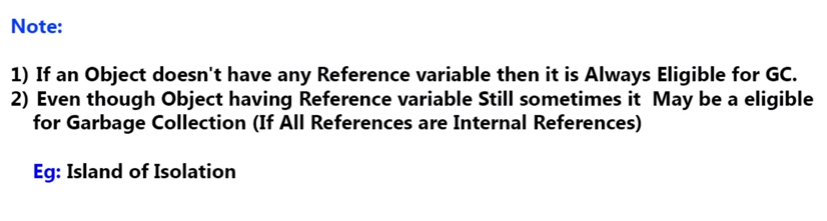 Note:
1) If an Object doesn't have any Reference variable then it is Always Eligible for GC.
2) Even though Object having Reference variable Still sometimes it May be a eligible
for Garbage Collection (If All References are Internal References)
Eg: Island of Isolation